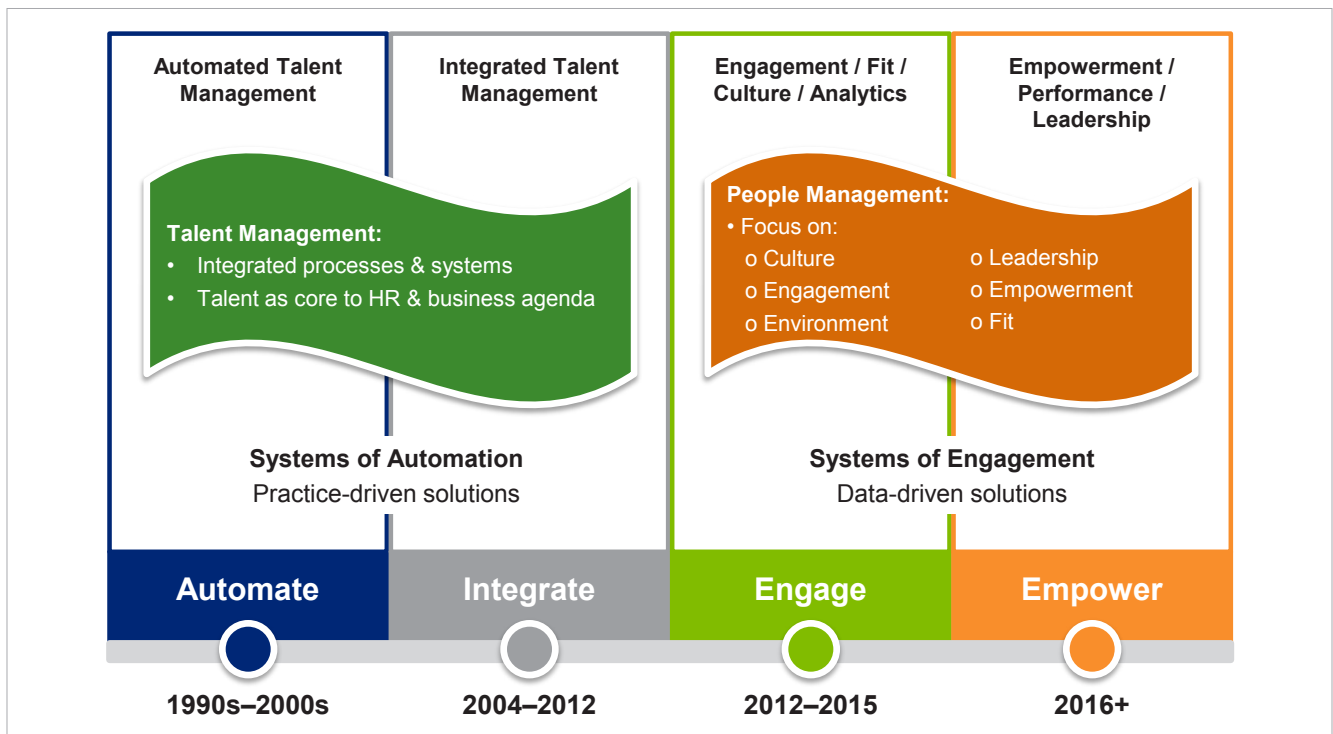 Automated Talent
Management
Integrated Talent
Management
Engagement / Fit /
Culture / Analytics
Empowerment /
Performance /
Leadership
Talent Management:
• Integrated processes & systems
• Talent as core to HR & business agenda
People Management:
• Focus on:
o Culture
o Engagement
o Environment
o Leadership
o Empowerment
o Fit
Systems of Automation
Practice-driven solutions
Systems of Engagement
Data-driven solutions
Automate
Integrate
Engage
Empower
1990s–2000s
2004–2012
2012–2015
2016+